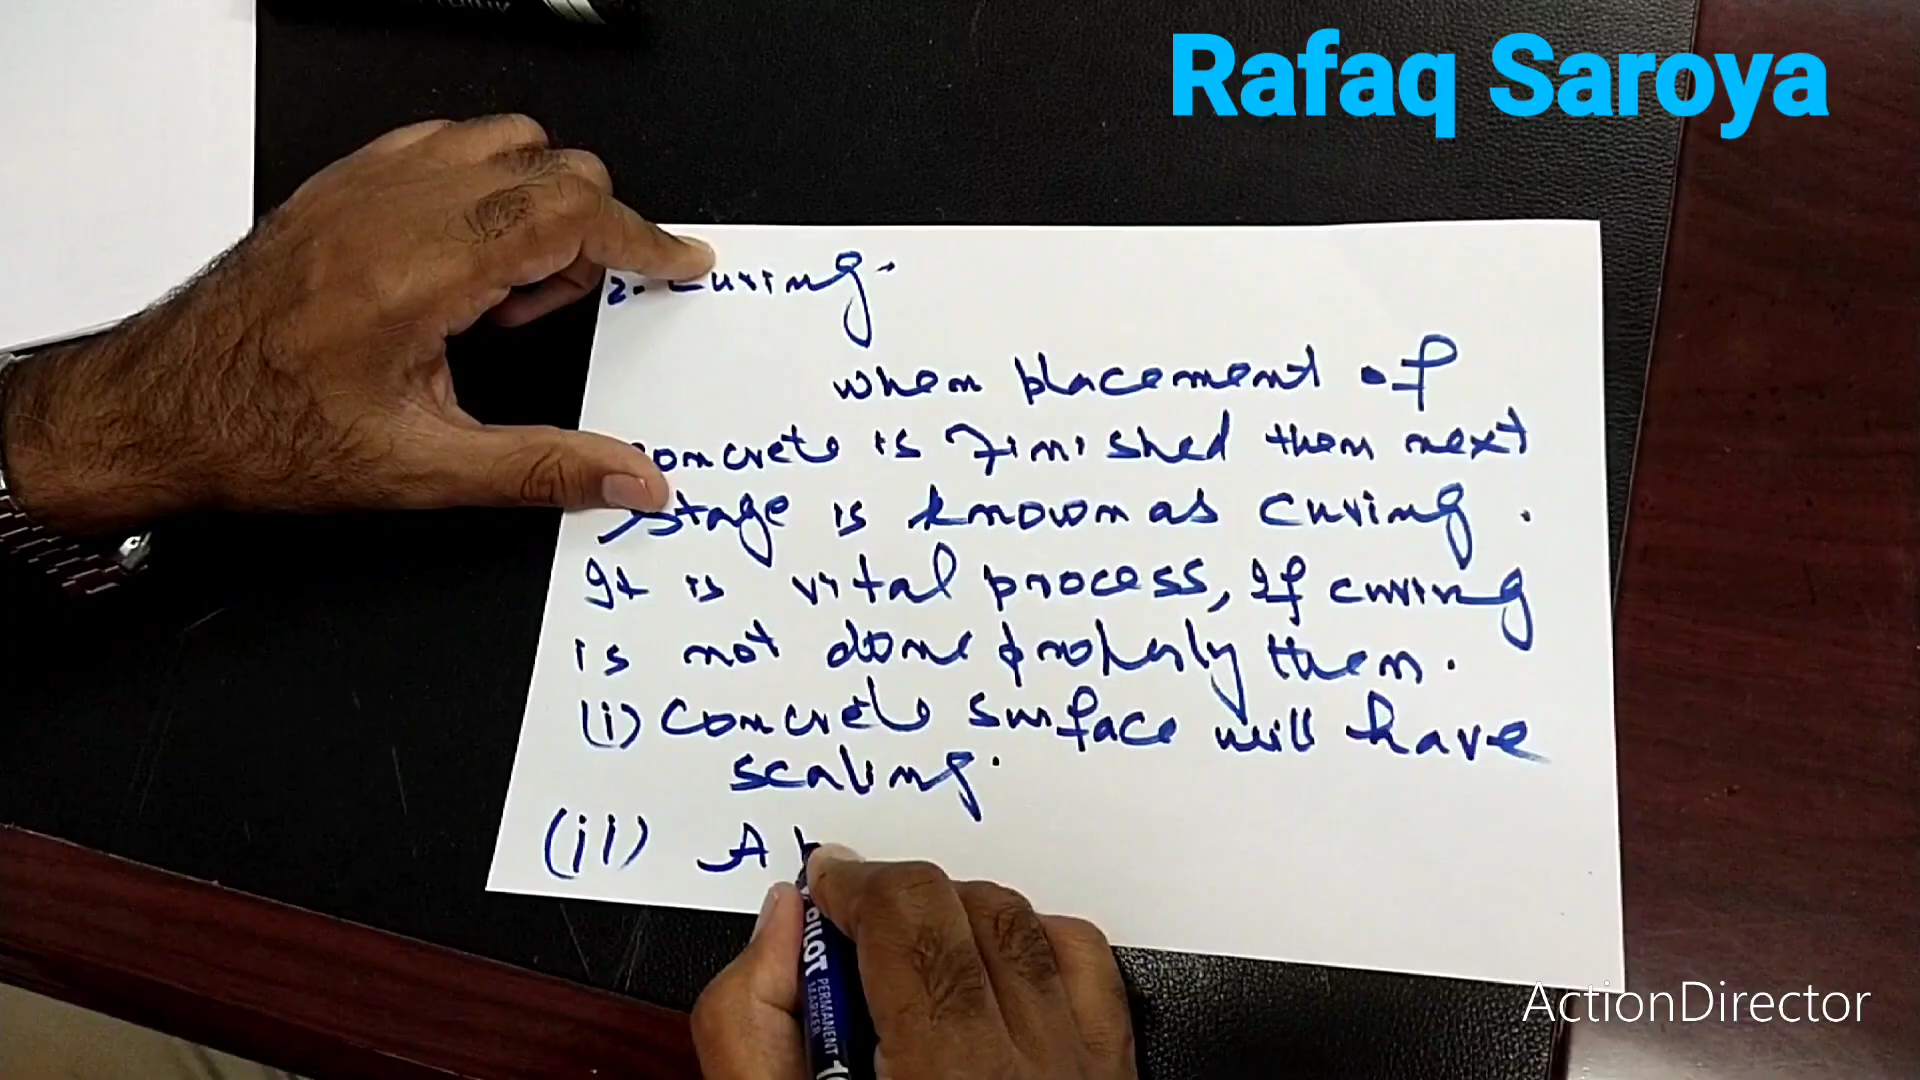 Rafaq Saroya
2. Curing.
when placement of
concrete is finished then next
stage is known as curing.
It is vital process, If curing
is not done properly then.
(i) concrete surface will have
scaling.
(ii) A
PILOT
PERMANENT
MARKER
ActionDirector